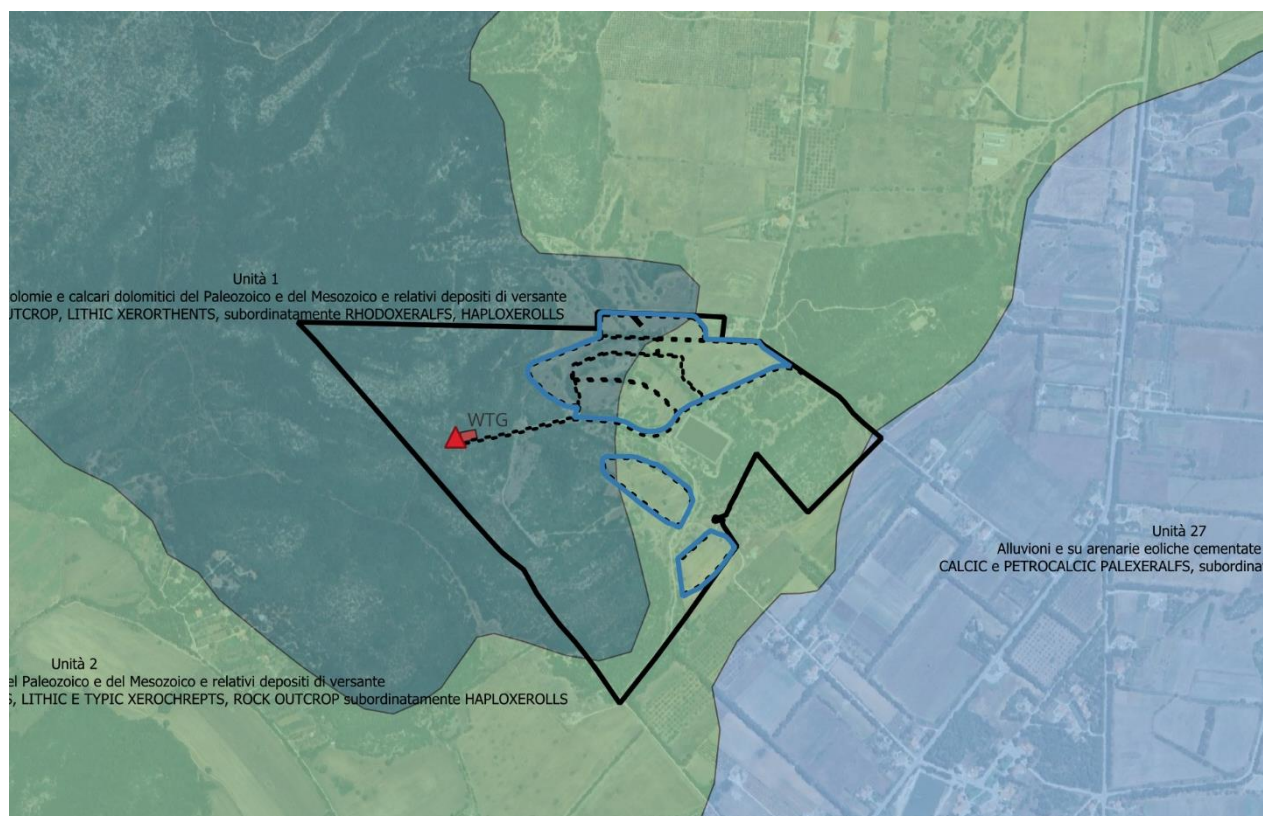 Unità 1
olomie e calcari dolomitici del Paleozoico e del Mesozoico e relativi depositi di versante
UTCROP, LITHIC XERORTHENTS, subordinatamente RHODOXERALFS, HAPLOXEROLLS
WTG
Unità 27
Alluvioni e su arenarie eoliche cementate
CALCIC e PETROCALCIC PALEXERALFS, subordina
Unità 2
el Paleozoico e del Mesozoico e relativi depositi di versante
S, LITHIC E TYPIC XEROCHREPTS, ROCK OUTCROP subordinatamente HAPLOXEROLLS